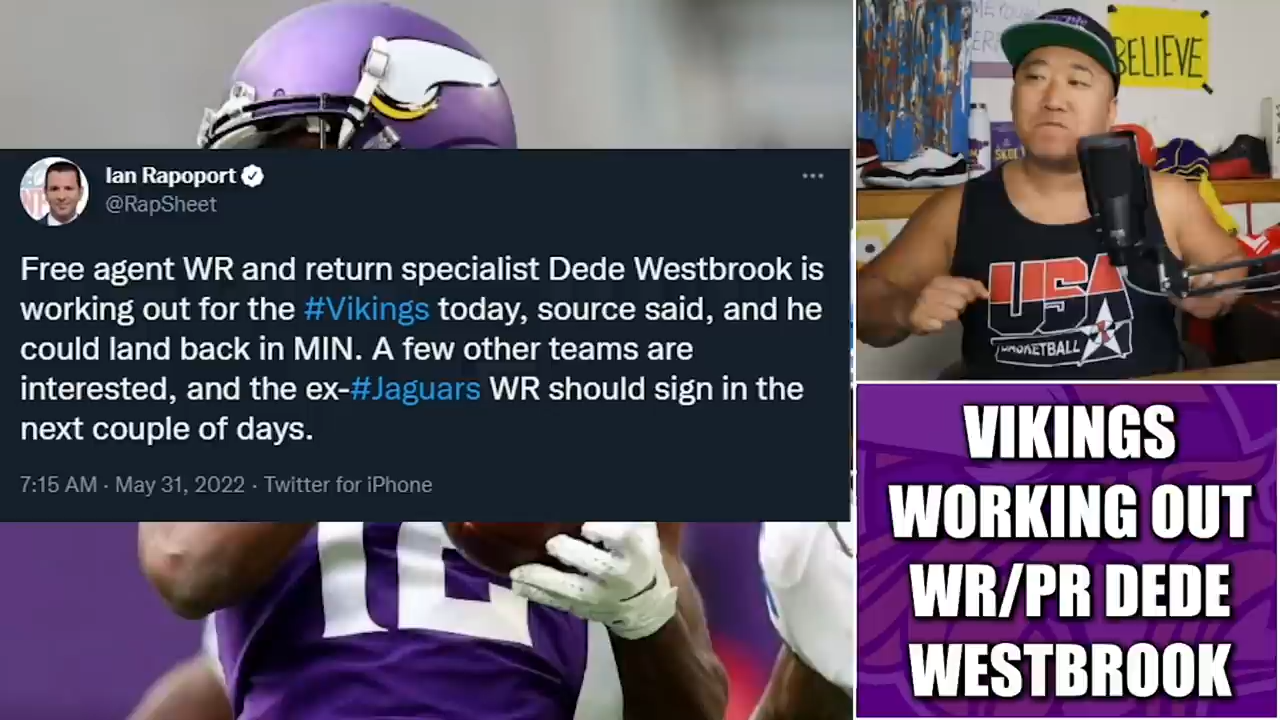 Ian Rapoport
@RapSheet
Free agent WR and return specialist Dede Westbrook is
working out for the #Vikings today, source said, and he
could land back in MIN. A few other teams are
interested, and the ex-#Jaguars WR should sign in the
next couple of days.
7:15 AM · May 31, 2022 · Twitter for iPhone
12
BELIEVE
USA
BASKETBALL
VIKINGS
WORKING OUT
WR/PR DEDE
WESTBROOK